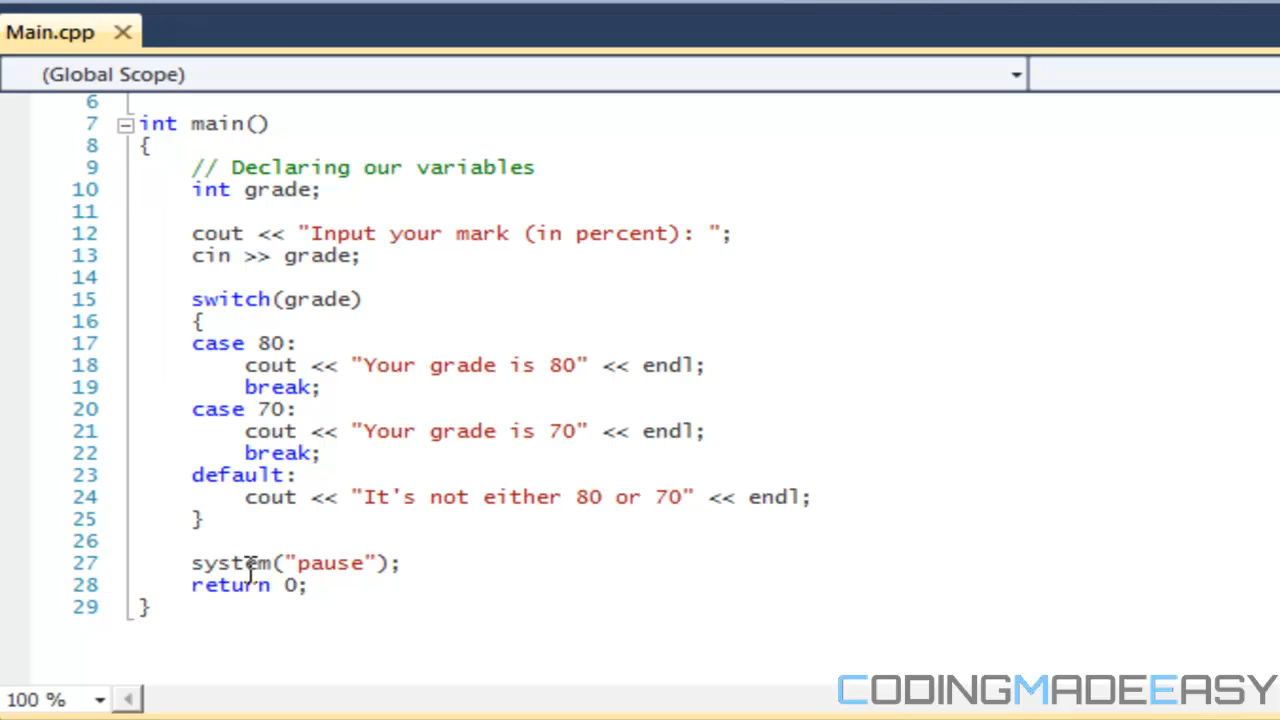 Main.cpp
(Global Scope)
6
7 int main()
8 {
9 // Declaring our variables
10 int grade;
11
12 cout << "Input your mark (in percent): ";
13 cin >> grade;
14
15 switch(grade)
16 {
17 case 80:
18 cout << "Your grade is 80" << endl;
19 break;
20 case 70:
21 cout << "Your grade is 70" << endl;
22 break;
23 default:
24 cout << "It's not either 80 or 70" << endl;
25 }
26
27 system("pause");
28 return 0;
29 }
100 %
CODINGMADEEASY